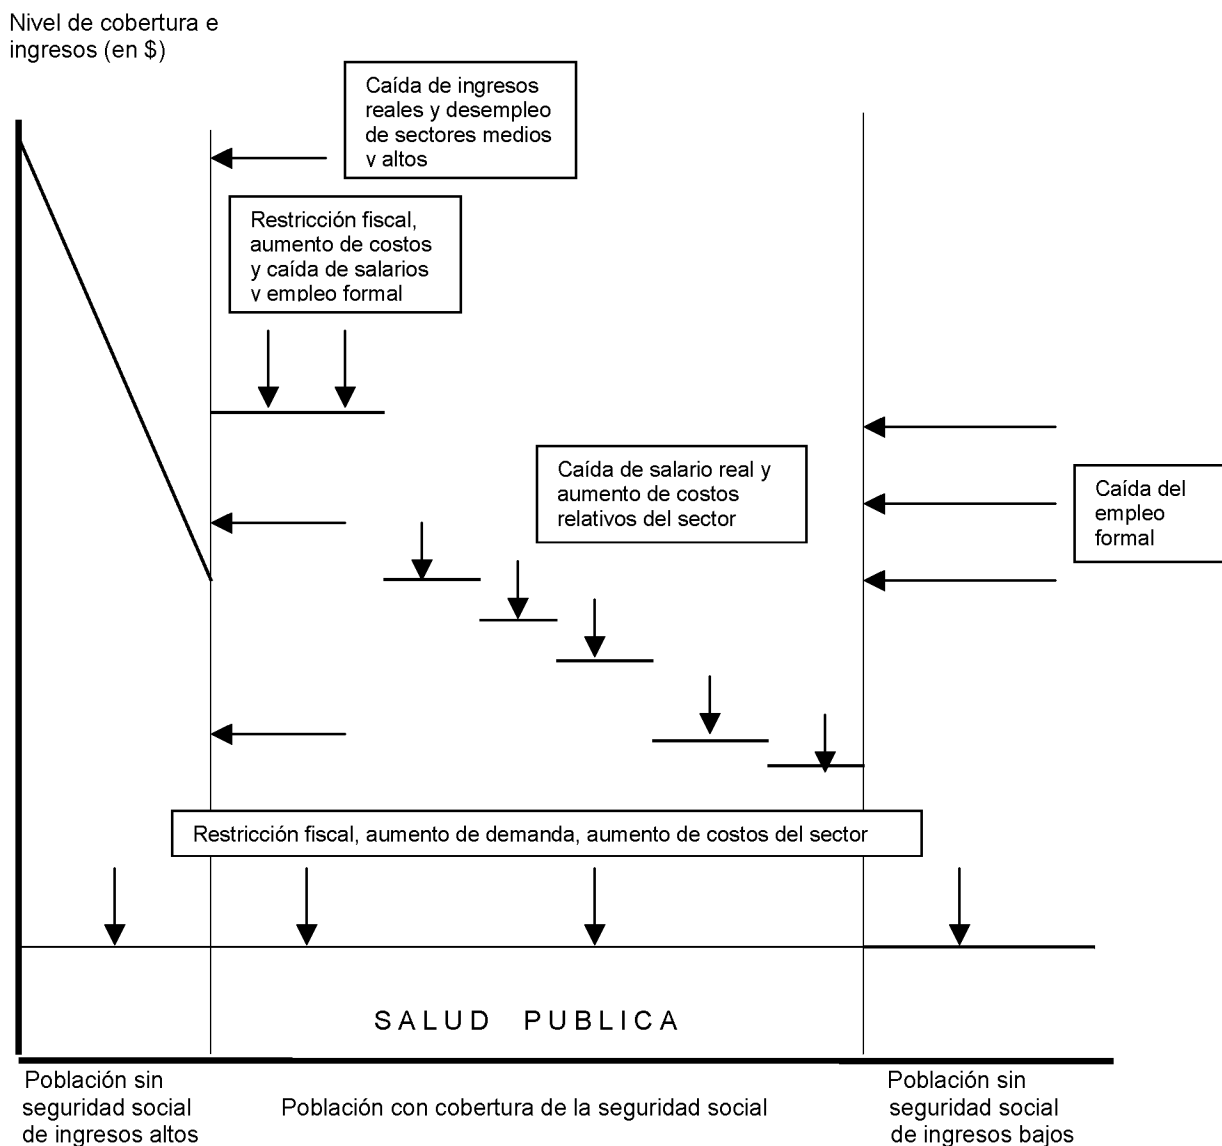 Nivel de cobertura e
ingresos (en $)
Caída de ingresos
reales y desempleo
de sectores medios
y altos
Restricción fiscal,
aumento de costos
y caída de salarios
y empleo formal
Caída de salario real y
aumento de costos
relativos del sector
Caída del
empleo
formal
Restricción fiscal, aumento de demanda, aumento de costos del sector
SALUD PUBLICA
Población sin
seguridad social
de ingresos altos
Población con cobertura de la seguridad social
Población sin
seguridad social
de ingresos bajos